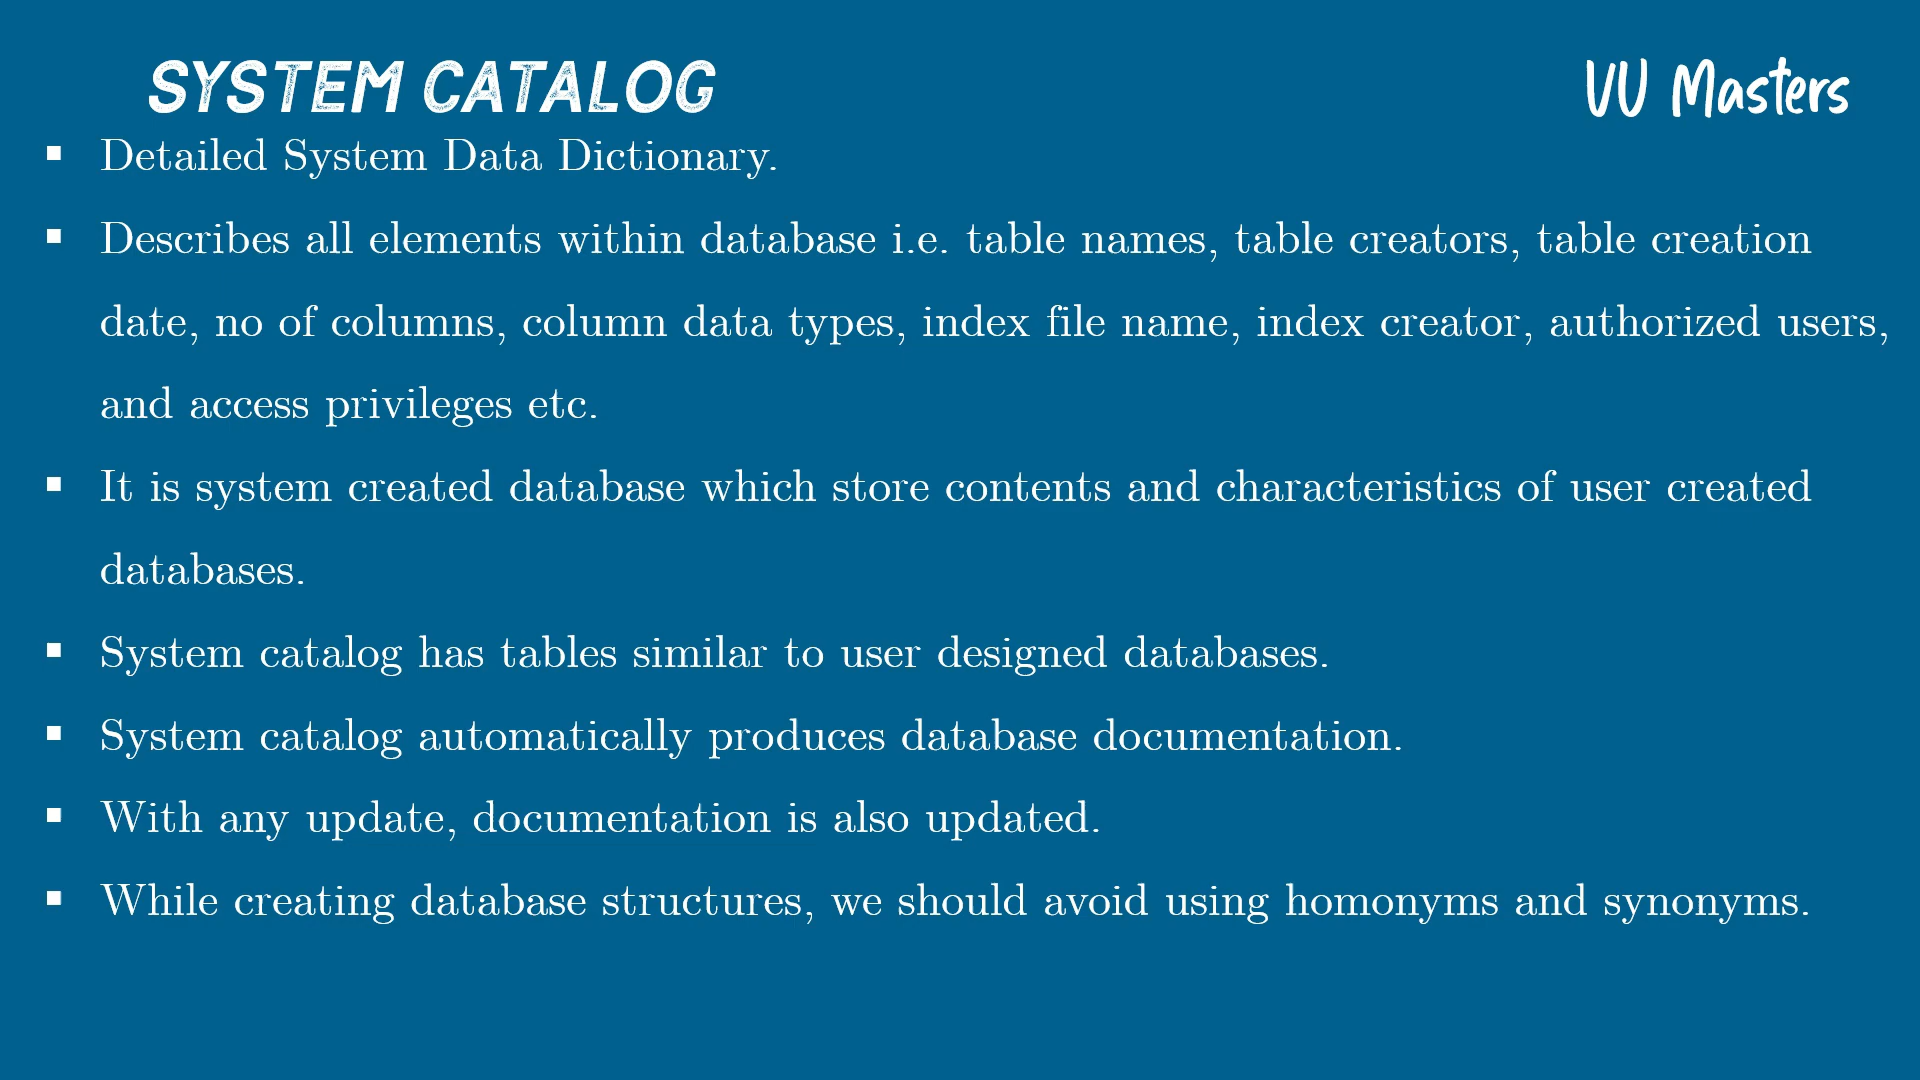 SYSTEM CATALOG
VU Masters
▪ Detailed System Data Dictionary.
▪ Describes all elements within database i.e. table names, table creators, table creation
date, no of columns, column data types, index file name, index creator, authorized users,
and access privileges etc.
▪ It is system created database which store contents and characteristics of user created
databases.
▪ System catalog has tables similar to user designed databases.
▪ System catalog automatically produces database documentation.
▪ With any update, documentation is also updated.
▪ While creating database structures, we should avoid using homonyms and synonyms.